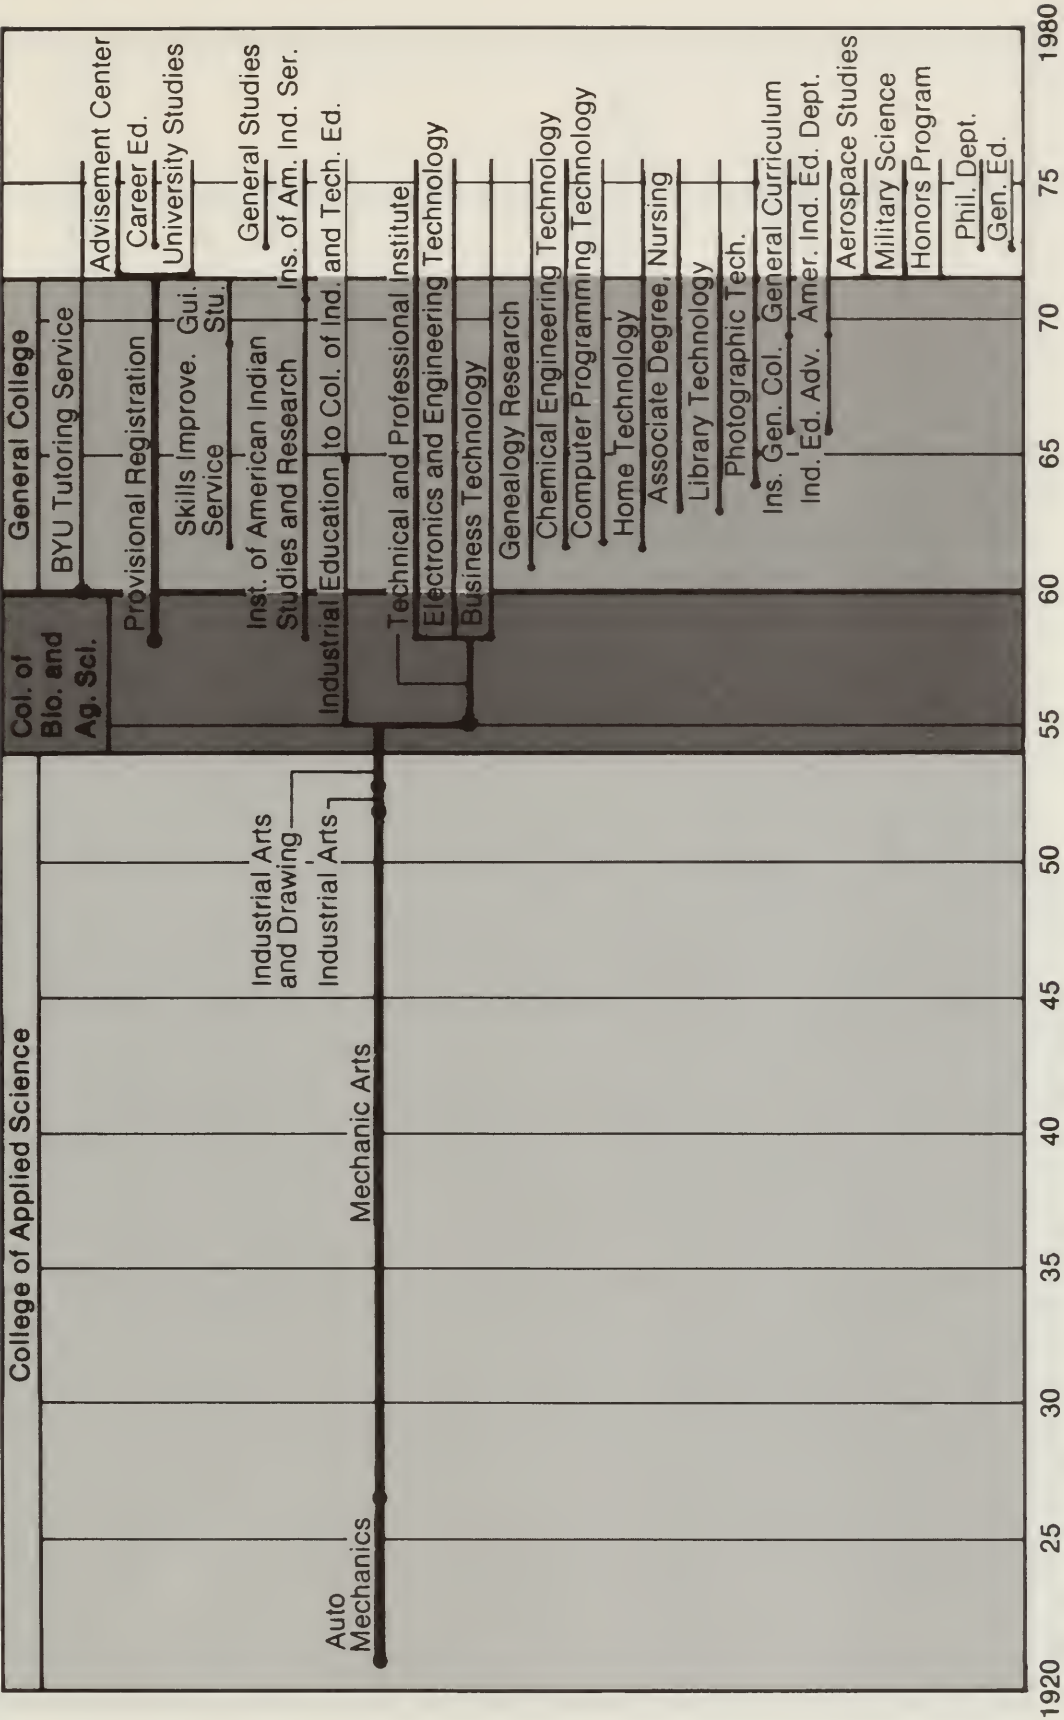 College of Applied Science
Col. of
Bio. and
Ag. Sci.
General College
BYU Tutoring Service
Advisement Center
Provisional Registration
Career Ed.
University Studies
Skills Improve. Gui.
Service Stu.
General Studies
Inst. of American Indian
Studies and Research
Ins. of Am. Ind. Ser.
Industrial Education to Col. of Ind. and Tech. Ed.
Industrial Arts
and Drawing
Industrial Arts
Auto
Mechanics
Mechanic Arts
Technical and Professional Institute
Electronics and Engineering Technology
Business Technology
Genealogy Research
Chemical Engineering Technology
Computer Programming Technology
Home Technology
Associate Degree, Nursing
Library Technology
Photographic Tech.
Ins. Gen. Col. General Curriculum
Ind. Ed. Adv. Amer. Ind. Ed. Dept.
Aerospace Studies
Military Science
Honors Program
Phil. Dept.
Gen. Ed.
1920 25 30 35 40 45 50 55 60 65 70 75 1980